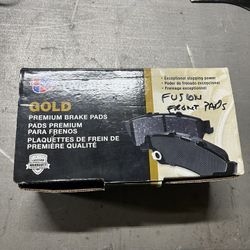 • Exceptional stopping power
• Poder de frenado excepcional
• Freinage exceptionnel
FUSION
FRONT PADS
GOLD
PREMIUM BRAKE PADS
PADS PREMIUM
PARA FRENOS
PLAQUETTES DE FREIN DE
PREMIÈRE QUALITÉ